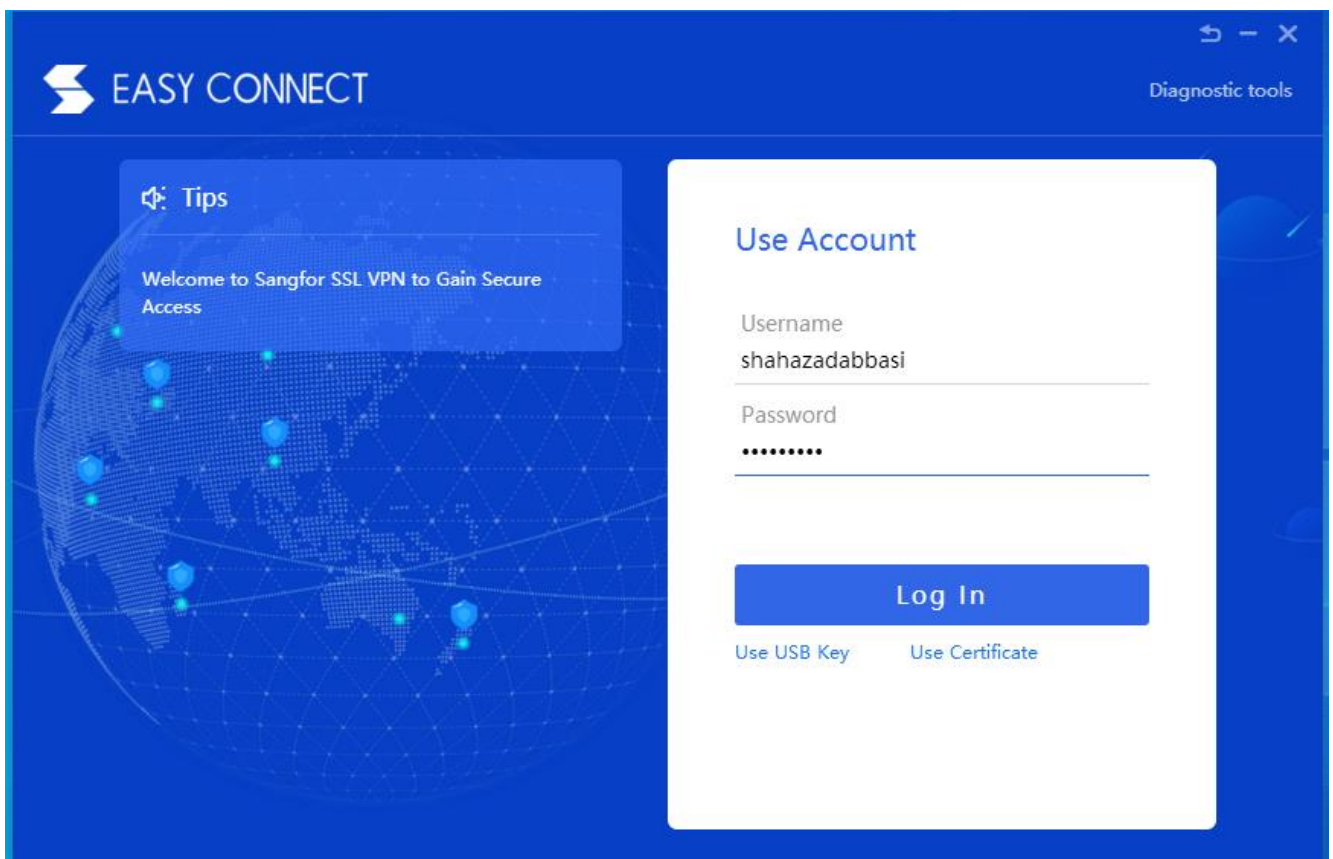 EASY CONNECT
Diagnostic tools
Tips
Welcome to Sangfor SSL VPN to Gain Secure
Access
Use Account
Username
shahazadabbasi
Password
•••••••••
Log In
Use USB Key
Use Certificate